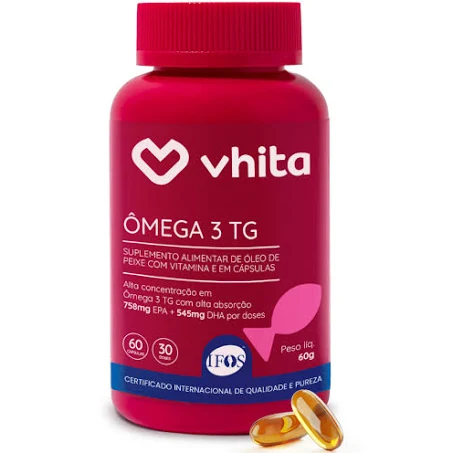 vhita
ÔMEGA 3 TG
SUPLEMENTO ALIMENTAR DE ÓLEO DE
PEIXE COM VITAMINA E EM CÁPSULAS
Alta concentração em
Ômega 3 TG com alta absorção
758mg EPA + 545mg DHA por doses
60
CÁPSULAS
30
DOSES
IFOS
Peso líq.
60g
CERTIFICADO INTERNACIONAL DE QUALIDADE E PUREZA